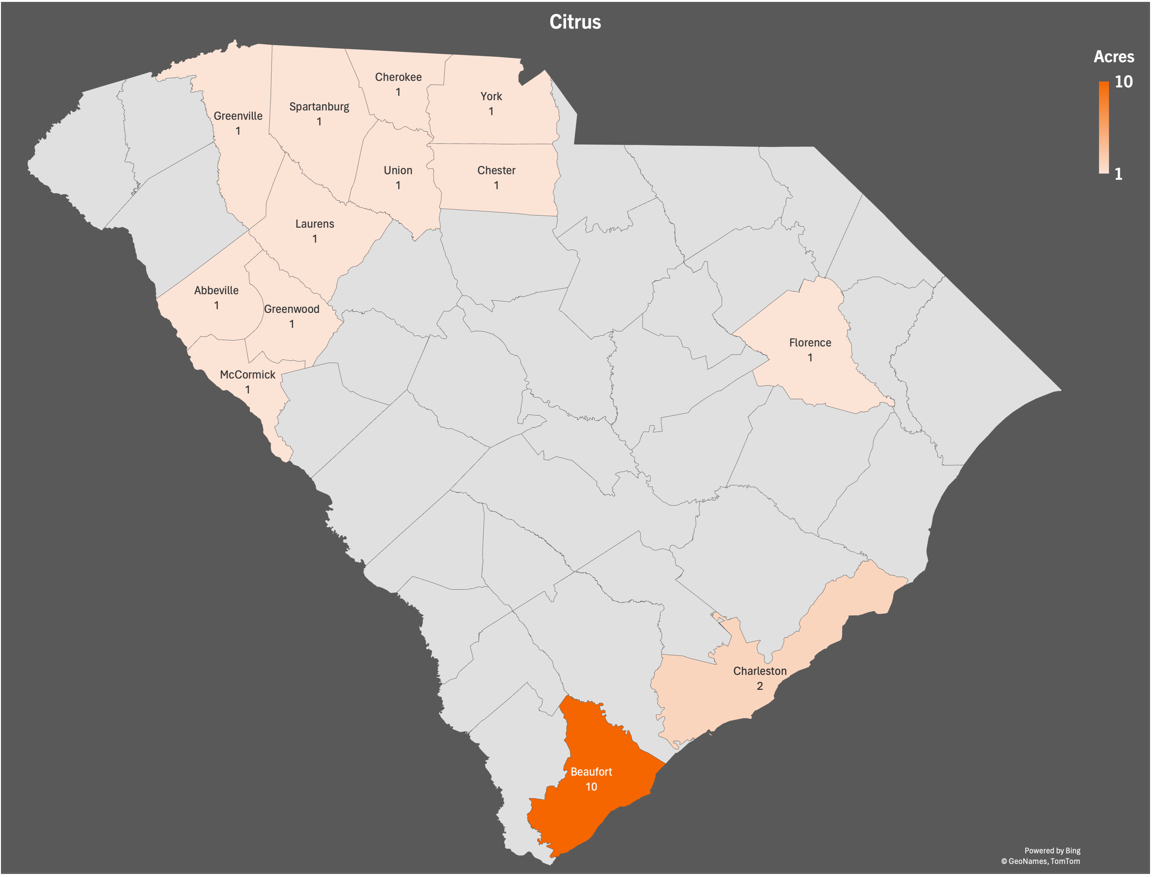 Citrus
Acres
10
1
Cherokee
1
York
1
Spartanburg
1
Greenville
1
Union
1
Chester
1
Laurens
1
Abbeville
1
Greenwood
1
Florence
1
McCormick
1
Charleston
2
Beaufort
10
Powered by Bing
© GeoNames, TomTom